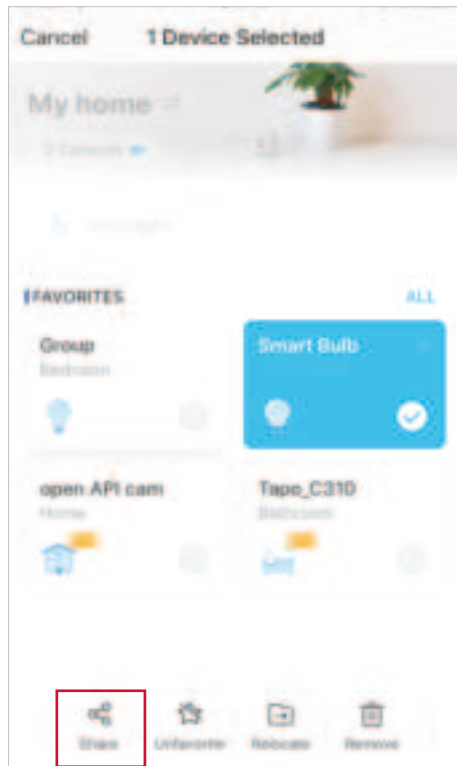 Cancel 1 Device Selected
My home
FAVORITES ALL
Group Smart Bulb
Bedroom
open API cam Tapo_C310
Home Bathroom
Share Unfavorite Relocate Remove